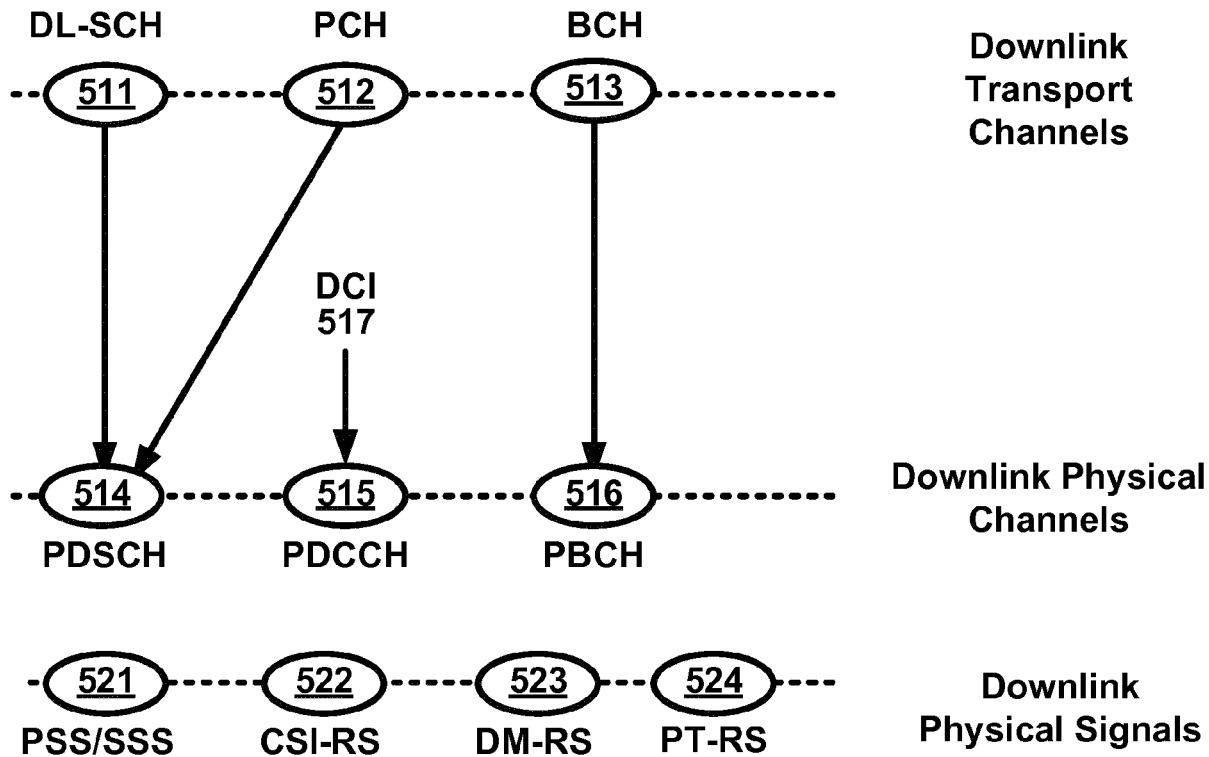 DL-SCH PCH BCH
Downlink
Transport
Channels
511 512 513
DCI
517
514 515 516
Downlink Physical
Channels
PDSCH PDCCH PBCH
521 522 523 524
Downlink
Physical Signals
PSS/SSS CSI-RS DM-RS PT-RS